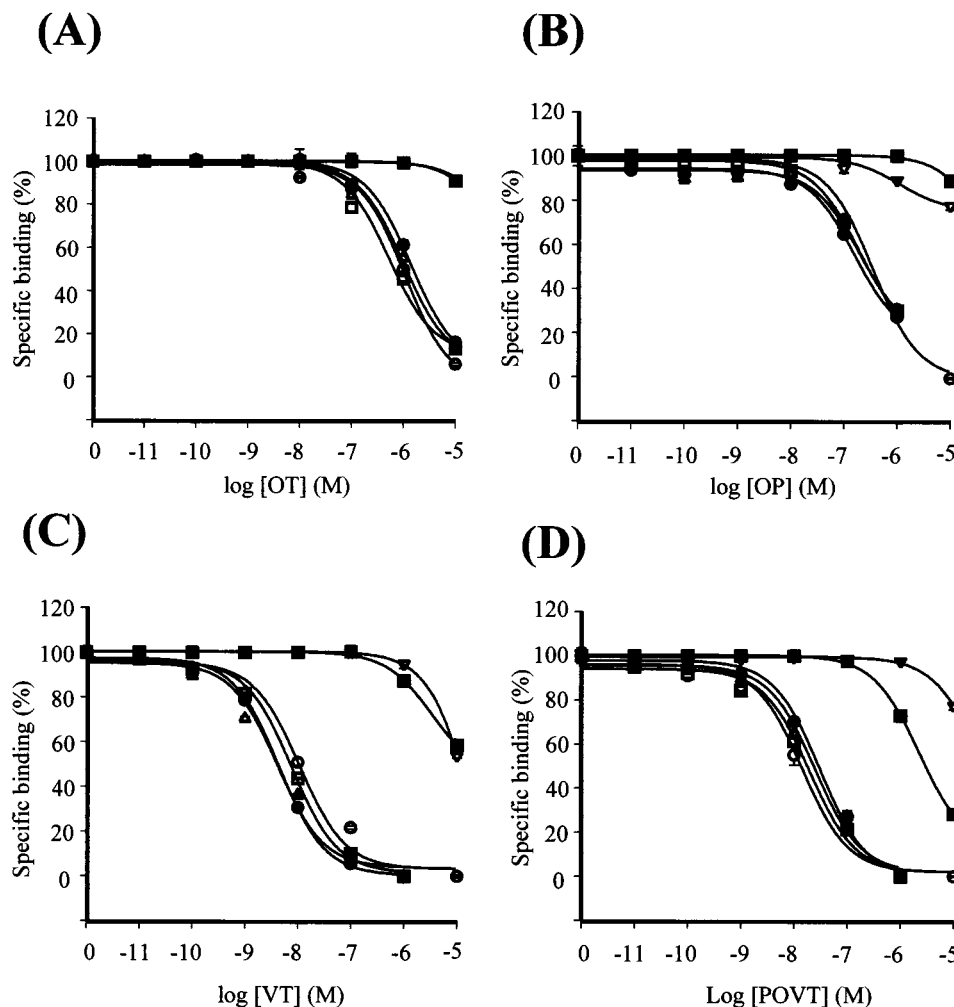 (A)
120
100
80
60
40
20
0
Specific binding (%)
0 -11 -10 -9 -8 -7 -6 -5
log [OT] (M)
(B)
120
100
80
60
40
20
0
Specific binding (%)
0 -11 -10 -9 -8 -7 -6 -5
log [OP] (M)
(C)
120
100
80
60
40
20
0
Specific binding (%)
0 -11 -10 -9 -8 -7 -6 -5
log [VT] (M)
(D)
120
100
80
60
40
20
0
Specific binding (%)
0 -11 -10 -9 -8 -7 -6 -5
Log [POVT] (M)